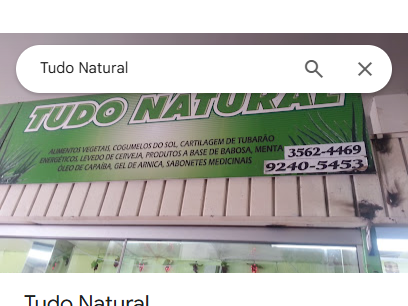 Tudo Natural
TUDO NATURAL
ALIMENTOS VEGETAIS, COGUMELOS DO SOL, CARTILAGEM DE TUBARÃO
ENERGÉTICOS, LEVEDO DE CERVEJA, PRODUTOS A BASE DE BABOSA, MENTA
ÓLEO DE CAPAÍBA, GEL DE ARNICA, SABONETES MEDICINAIS
3562-4469
9240-5453
Tudo Natural